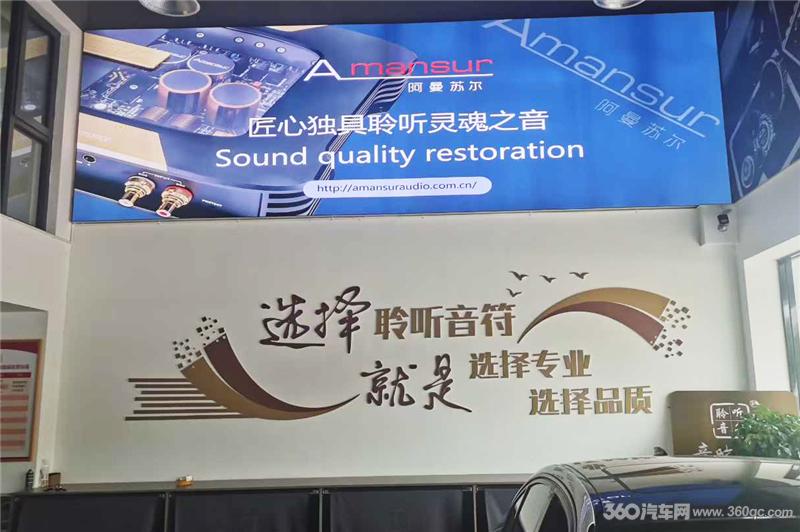 Amansur
阿曼苏尔
Amansur
阿曼苏尔
匠心独具聆听灵魂之音
Sound quality restoration
http://amansuraudio.com.cn/
选择聆听音符
就是选择专业
选择品质
聆听
音
360汽车网 www.360qc.com